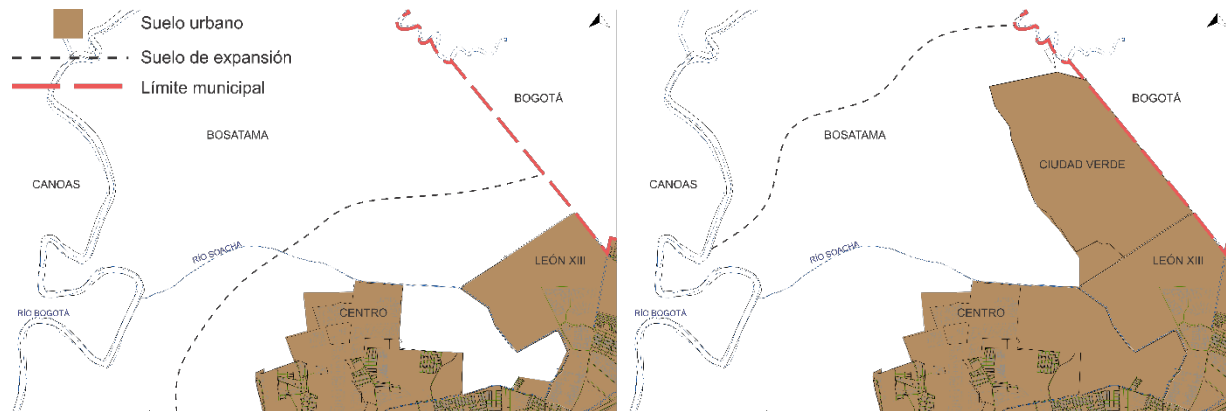 Suelo urbano
Suelo de expansión
Límite municipal
BOGOTÁ
BOSATAMA
CANOAS
RÍO SOACHA
LEÓN XIII
RÍO BOGOTÁ
CENTRO
BOGOTÁ
BOSATAMA
CIUDAD VERDE
CANOAS
RÍO SOACHA
LEÓN XIII
RÍO BOGOTÁ
CENTRO